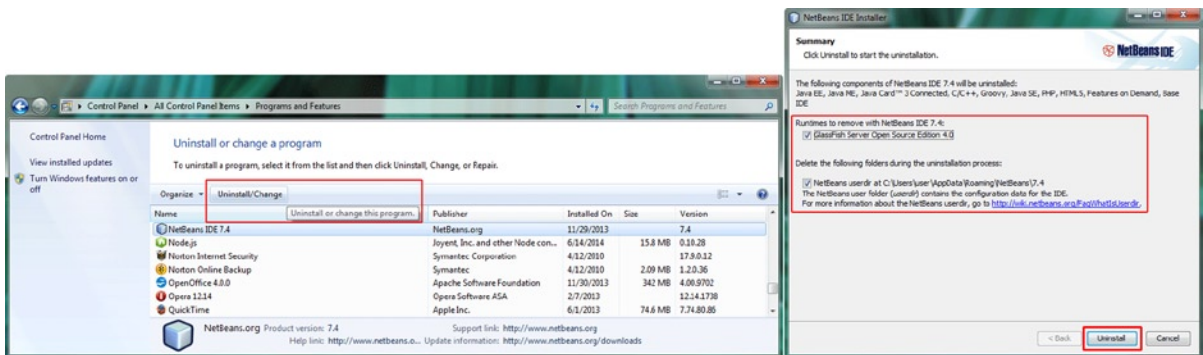 Control Panel ▸ All Control Panel Items ▸ Programs and Features
Search Programs and Features
Control Panel Home
View installed updates
Turn Windows features on or
off
Uninstall or change a program
To uninstall a program, select it from the list and then click Uninstall, Change, or Repair.
Organize Uninstall/Change
Uninstall or change this program.
Name Publisher Installed On Size Version
NetBeans IDE 7.4 NetBeans.org 11/29/2013 7.4
Node.js Joyent, Inc. and other Node con... 6/14/2014 15.8 MB 0.10.28
Norton Internet Security Symantec Corporation 4/12/2010 17.9.0.12
Norton Online Backup Symantec 4/12/2010 2.09 MB 1.2.0.36
OpenOffice 4.0.0 Apache Software Foundation 11/30/2013 342 MB 4.00.9702
Opera 12.14 Opera Software ASA 2/7/2013 12.14.1738
QuickTime Apple Inc. 6/1/2013 74.6 MB 7.74.80.86
NetBeans.org Product version: 7.4 Support link: http://www.netbeans.org
Help link: http://www.netbeans.o... Update information: http://www.netbeans.org/downloads
NetBeans IDE Installer
Summary
Click Uninstall to start the uninstallation.
NetBeans IDE
The following components of NetBeans IDE 7.4 will be uninstalled:
Java EE, Java ME, Java Card™ 3 Connected, C/C++, Groovy, Java SE, PHP, HTML5, Features on Demand, Base
IDE
Runtimes to remove with NetBeans IDE 7.4:
GlassFish Server Open Source Edition 4.0
Delete the following folders during the uninstallation process:
NetBeans userdir at C:\Users\user\AppData\Roaming\NetBeans\7.4
The NetBeans user folder (userdir) contains the configuration data for the IDE.
For more information about the NetBeans userdir, go to http://wiki.netbeans.org/FaqWhatIsUserdir.
< Back Uninstall Cancel